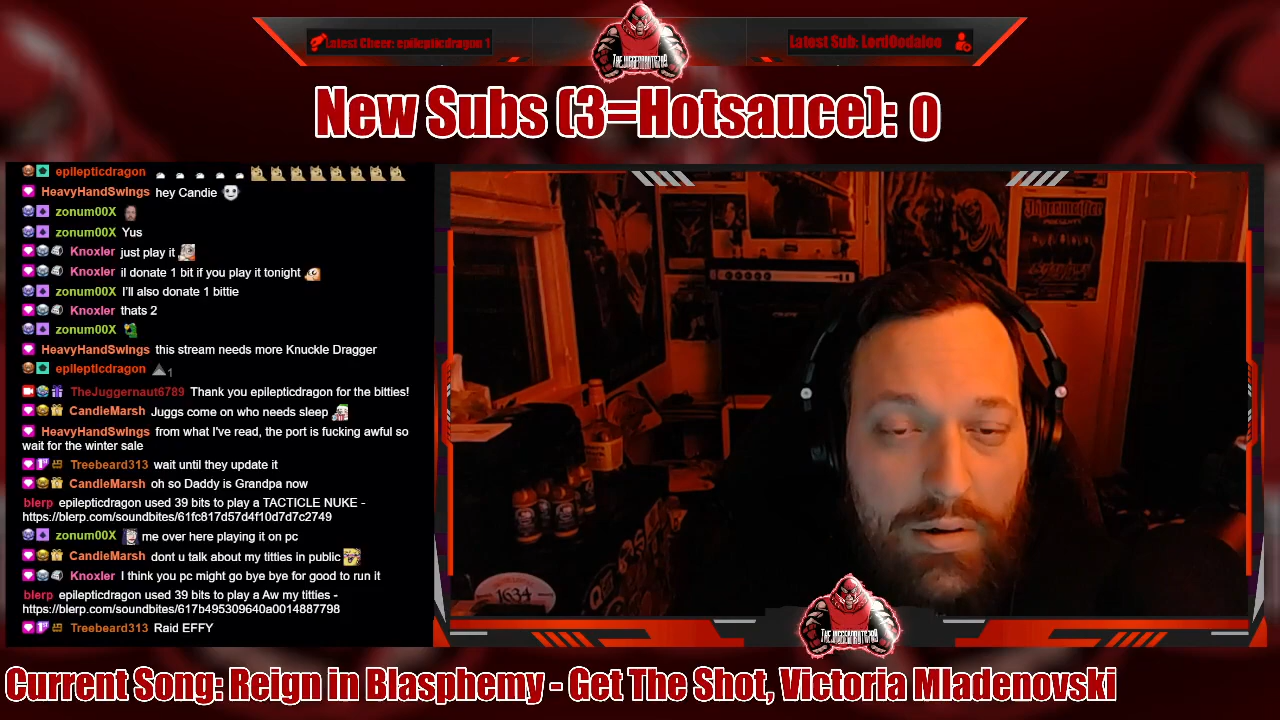 Latest Cheer: epilepticdragon 1
Latest Sub: LordOodaloo
New Subs (3=Hotsauce): 0
epilepticdragon
HeavyHandSwings hey Candie
zonum00X
zonum00X Yus
Knoxler just play it
Knoxler il donate 1 bit if you play it tonight
zonum00X I'll also donate 1 bittie
Knoxler thats 2
zonum00X
HeavyHandSwings this stream needs more Knuckle Dragger
epilepticdragon 1
TheJuggernaut6789 Thank you epilepticdragon for the bitties!
CandieMarsh Juggs come on who needs sleep
HeavyHandSwings from what I've read, the port is fucking awful so
wait for the winter sale
Treebeard313 wait until they update it
CandieMarsh oh so Daddy is Grandpa now
blerp epilepticdragon used 39 bits to play a TACTICLE NUKE -
https://blerp.com/soundbites/61fc817d57d4f10d7d7c2749
zonum00X me over here playing it on pc
CandieMarsh dont u talk about my titties in public
Knoxler I think you pc might go bye bye for good to run it
blerp epilepticdragon used 39 bits to play a Aw my titties -
https://blerp.com/soundbites/617b495309640a0014887798
Treebeard313 Raid EFFY
Jägermeister
1634
Current Song: Reign in Blasphemy - Get The Shot, Victoria Mladenovski